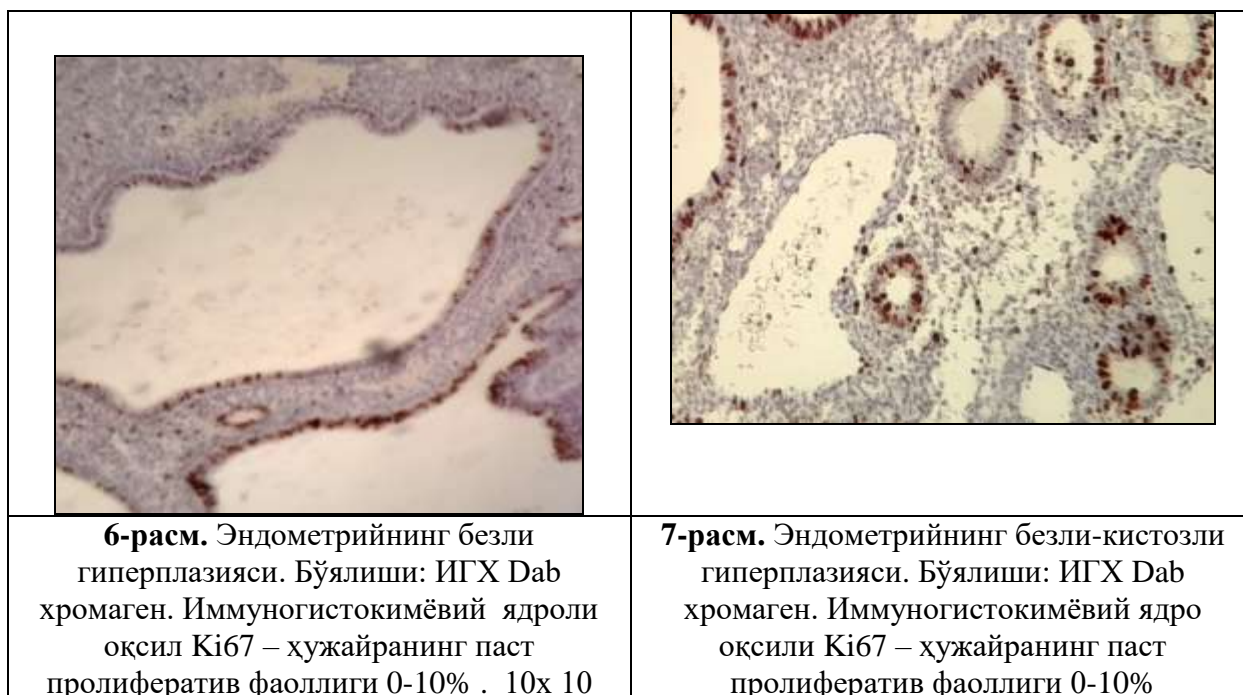 6-расм. Эндометрийнинг безли
гиперплазияси. Бўялиши: ИГХ Dab
хромаген. Иммуногистокимёвий ядроли
оқсил Ki67 – ҳужайранинг паст
пролифератив фаоллиги 0-10% . 10x 10
7-расм. Эндометрийнинг безли-кистозли
гиперплазияси. Бўялиши: ИГХ Dab
хромаген. Иммуногистокимёвий ядро
оқсили Ki67 – ҳужайранинг паст
пролифератив фаоллиги 0-10%